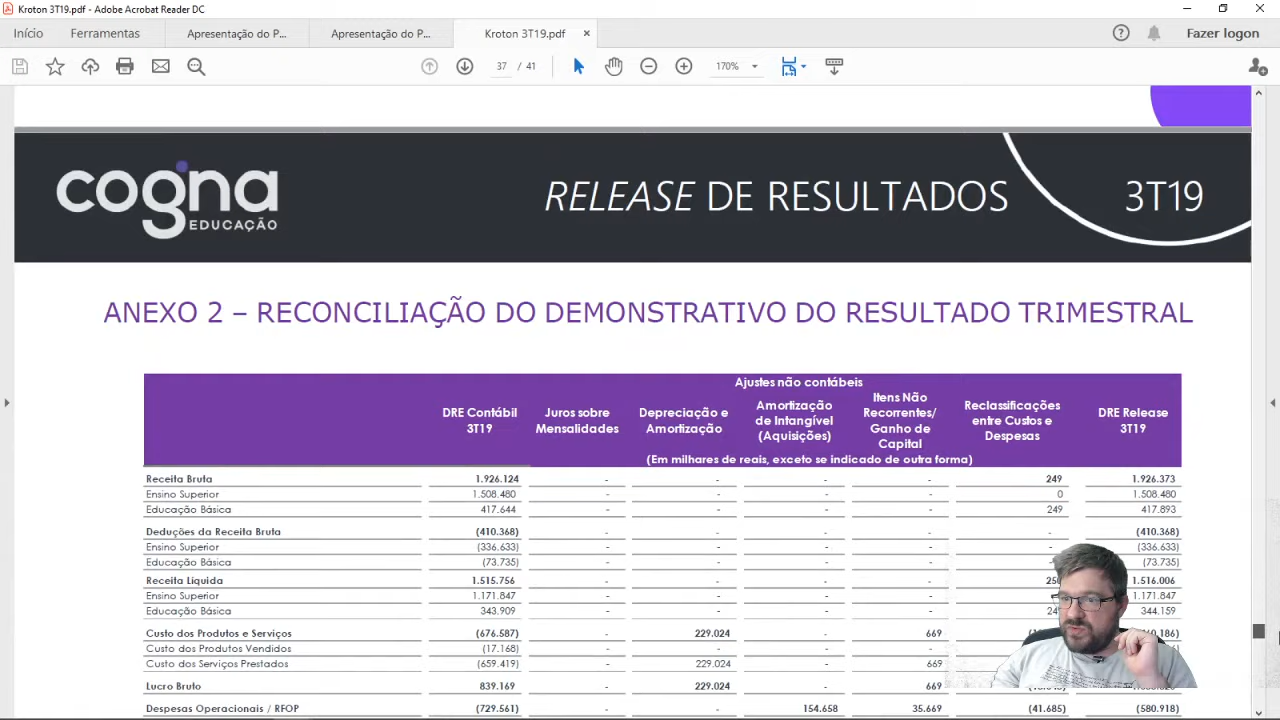 Kroton 3T19.pdf - Adobe Acrobat Reader DC
Início Ferramentas Apresentação do P... Apresentação do P... Kroton 3T19.pdf × ? Fazer logon
37 / 41 170%
cogna
EDUCAÇÃO
RELEASE DE RESULTADOS 3T19
ANEXO 2 – RECONCILIAÇÃO DO DEMONSTRATIVO DO RESULTADO TRIMESTRAL
Ajustes não contábeis
DRE Contábil 3T19 Juros sobre Mensalidades Depreciação e Amortização Amortização de Intangível (Aquisições) Itens Não Recorrentes/ Ganho de Capital Reclassificações entre Custos e Despesas DRE Release 3T19
(Em milhares de reais, exceto se indicado de outra forma)
Receita Bruta 1.926.124 - - - - 249 1.926.373
Ensino Superior 1.508.480 - - - - 0 1.508.480
Educação Básica 417.644 - - - - 249 417.893
Deduções da Receita Bruta (410.368) - - - - - (410.368)
Ensino Superior (336.633) - - - - - (336.633)
Educação Básica (73.735) - - - - (73.735)
Receita Líquida 1.515.756 - - - - 1.516.006
Ensino Superior 1.171.847 - - - - 1.171.847
Educação Básica 343.909 - - - - 344.159
Custo dos Produtos e Serviços (676.587) - 229.024 - 669
Custo dos Produtos Vendidos (17.168) - - - -
Custo dos Serviços Prestados (659.419) - 229.024 - 669
Lucro Bruto 839.169 - 229.024 - 669
Despesas Operacionais / RFOP (729.561) - - 154.658 35.669 (41.685) (580.918)